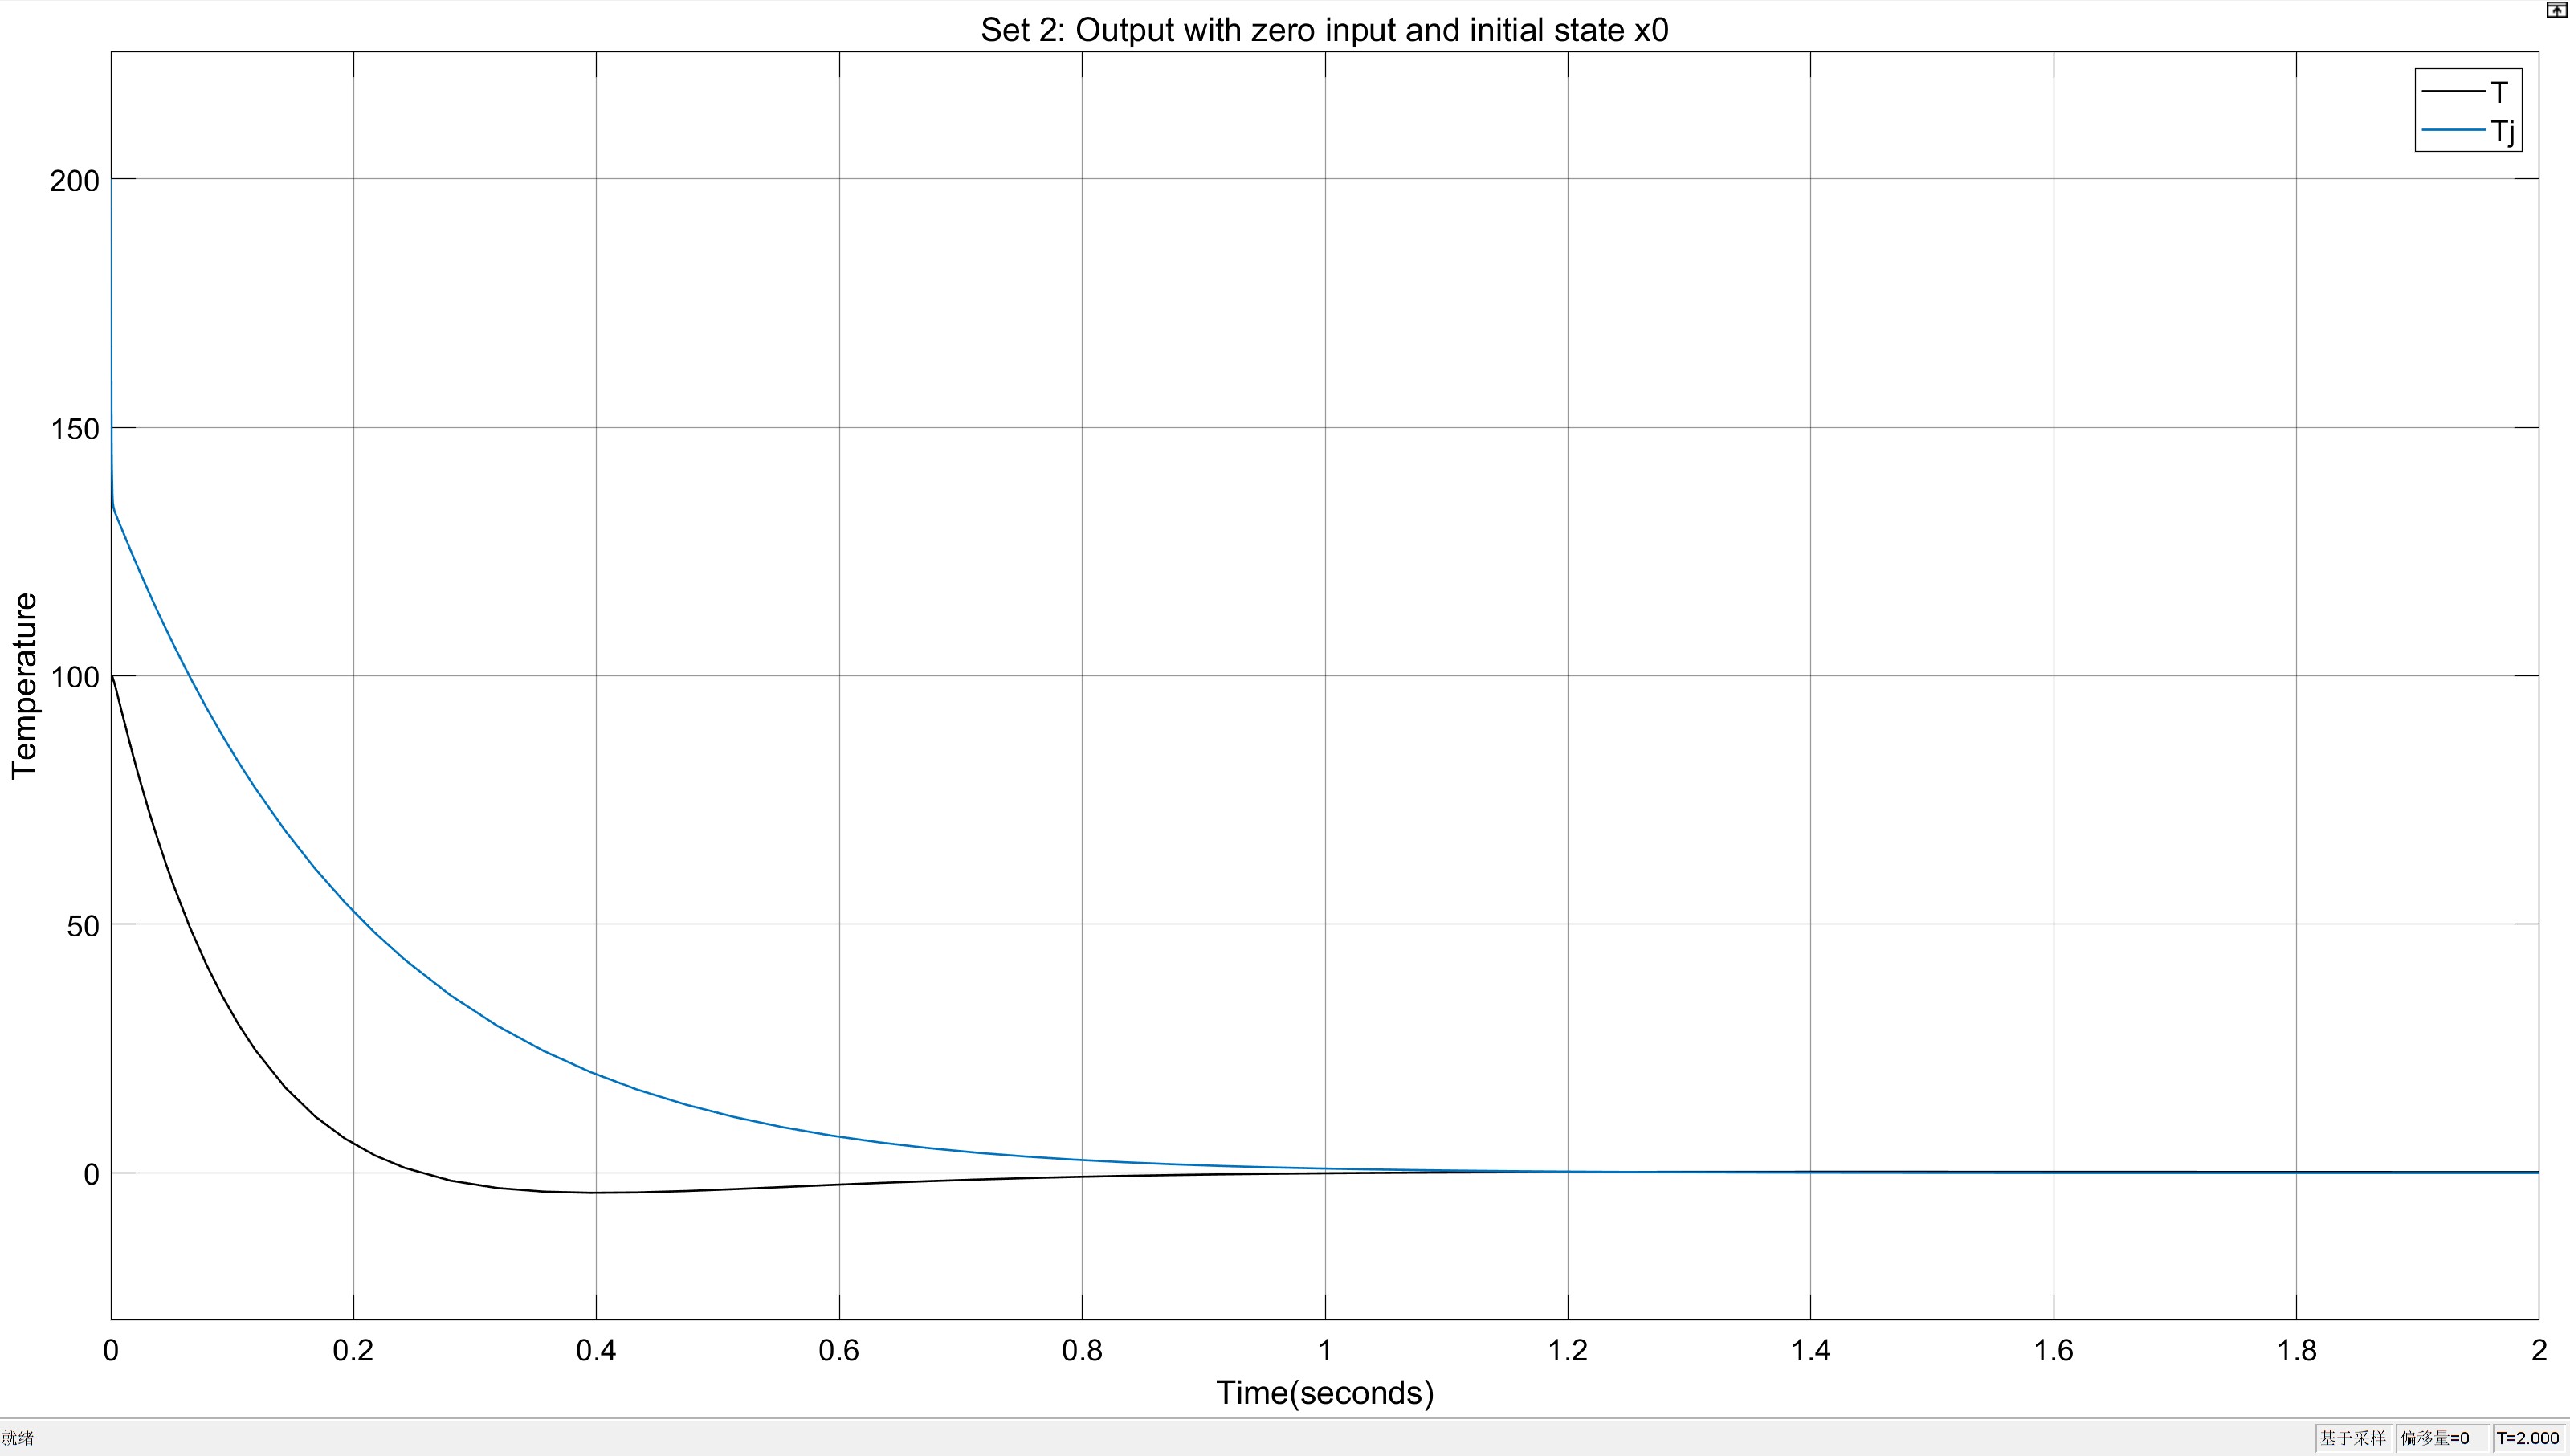 Set 2: Output with zero input and initial state x0
T
Tj
200
150
100
50
0
Temperature
0 0.2 0.4 0.6 0.8 1 1.2 1.4 1.6 1.8 2
Time(seconds)
就绪 基于采样 偏移量=0 T=2.000